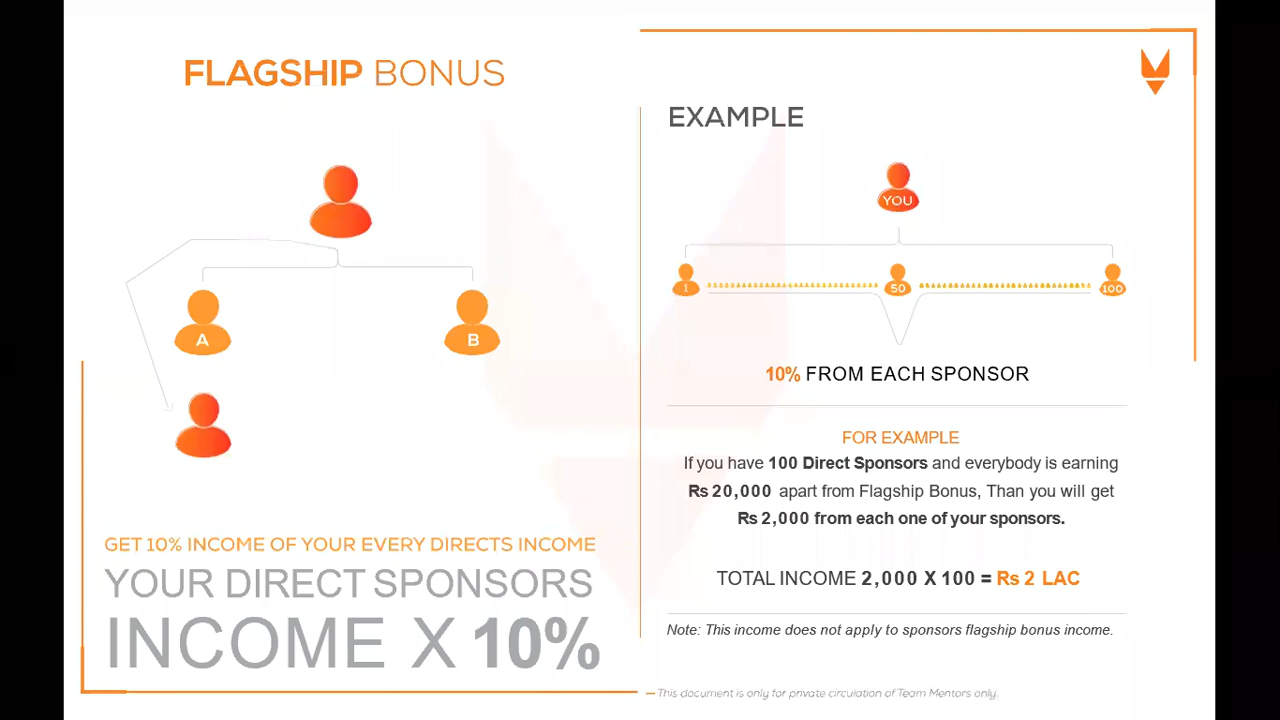 FLAGSHIP BONUS
A
B
GET 10% INCOME OF YOUR EVERY DIRECTS INCOME
YOUR DIRECT SPONSORS
INCOME X 10%
EXAMPLE
YOU
1
50
100
10% FROM EACH SPONSOR
FOR EXAMPLE
If you have 100 Direct Sponsors and everybody is earning
Rs 20,000 apart from Flagship Bonus, Than you will get
Rs 2,000 from each one of your sponsors.
TOTAL INCOME 2,000 X 100 = Rs 2 LAC
Note: This income does not apply to sponsors flagship bonus income.
This document is only for private circulation of Team Mentors only.